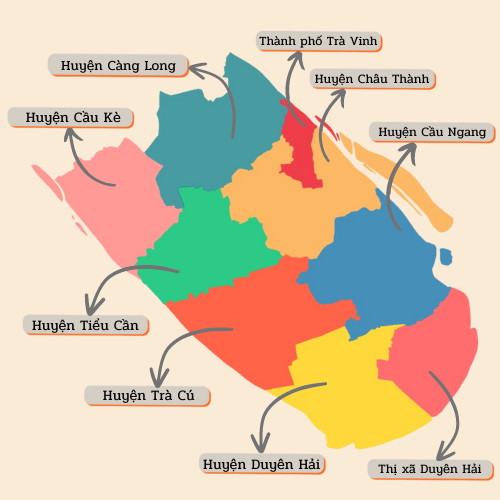 Thành phố Trà Vinh
Huyện Càng Long
Huyện Châu Thành
Huyện Cầu Kè
Huyện Cầu Ngang
Huyện Tiểu Cần
Huyện Trà Cú
Huyện Duyên Hải
Thị xã Duyên Hải